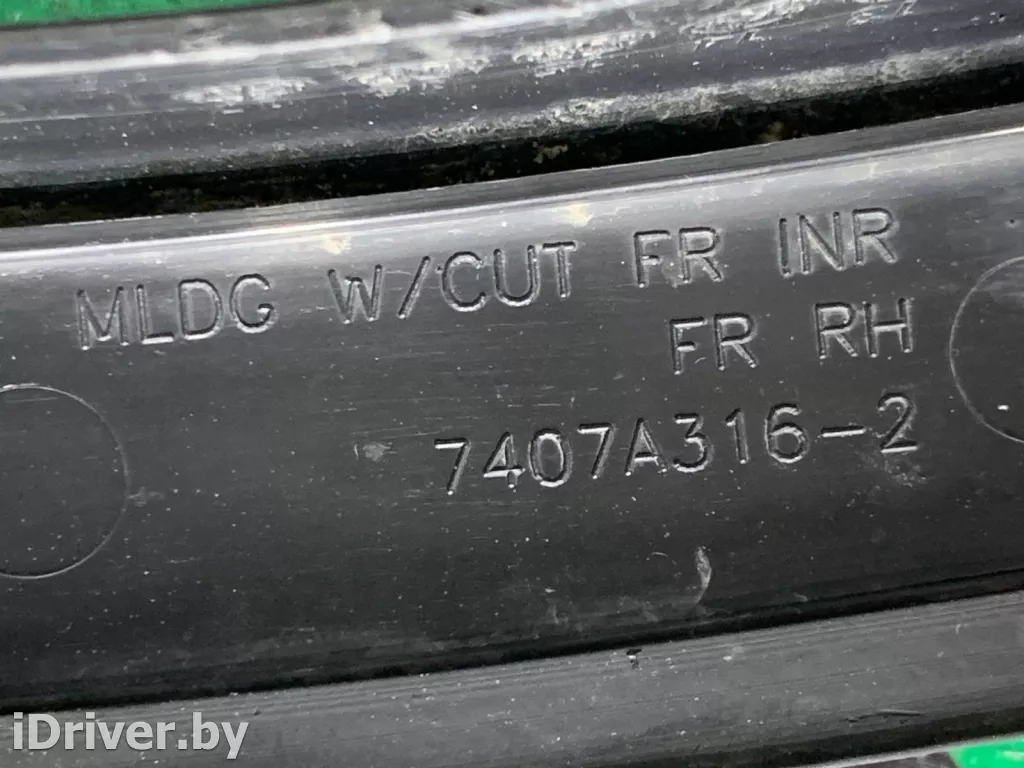 MLDG W/CUT FR INR
FR RH
7407A316-2
iDriver.by